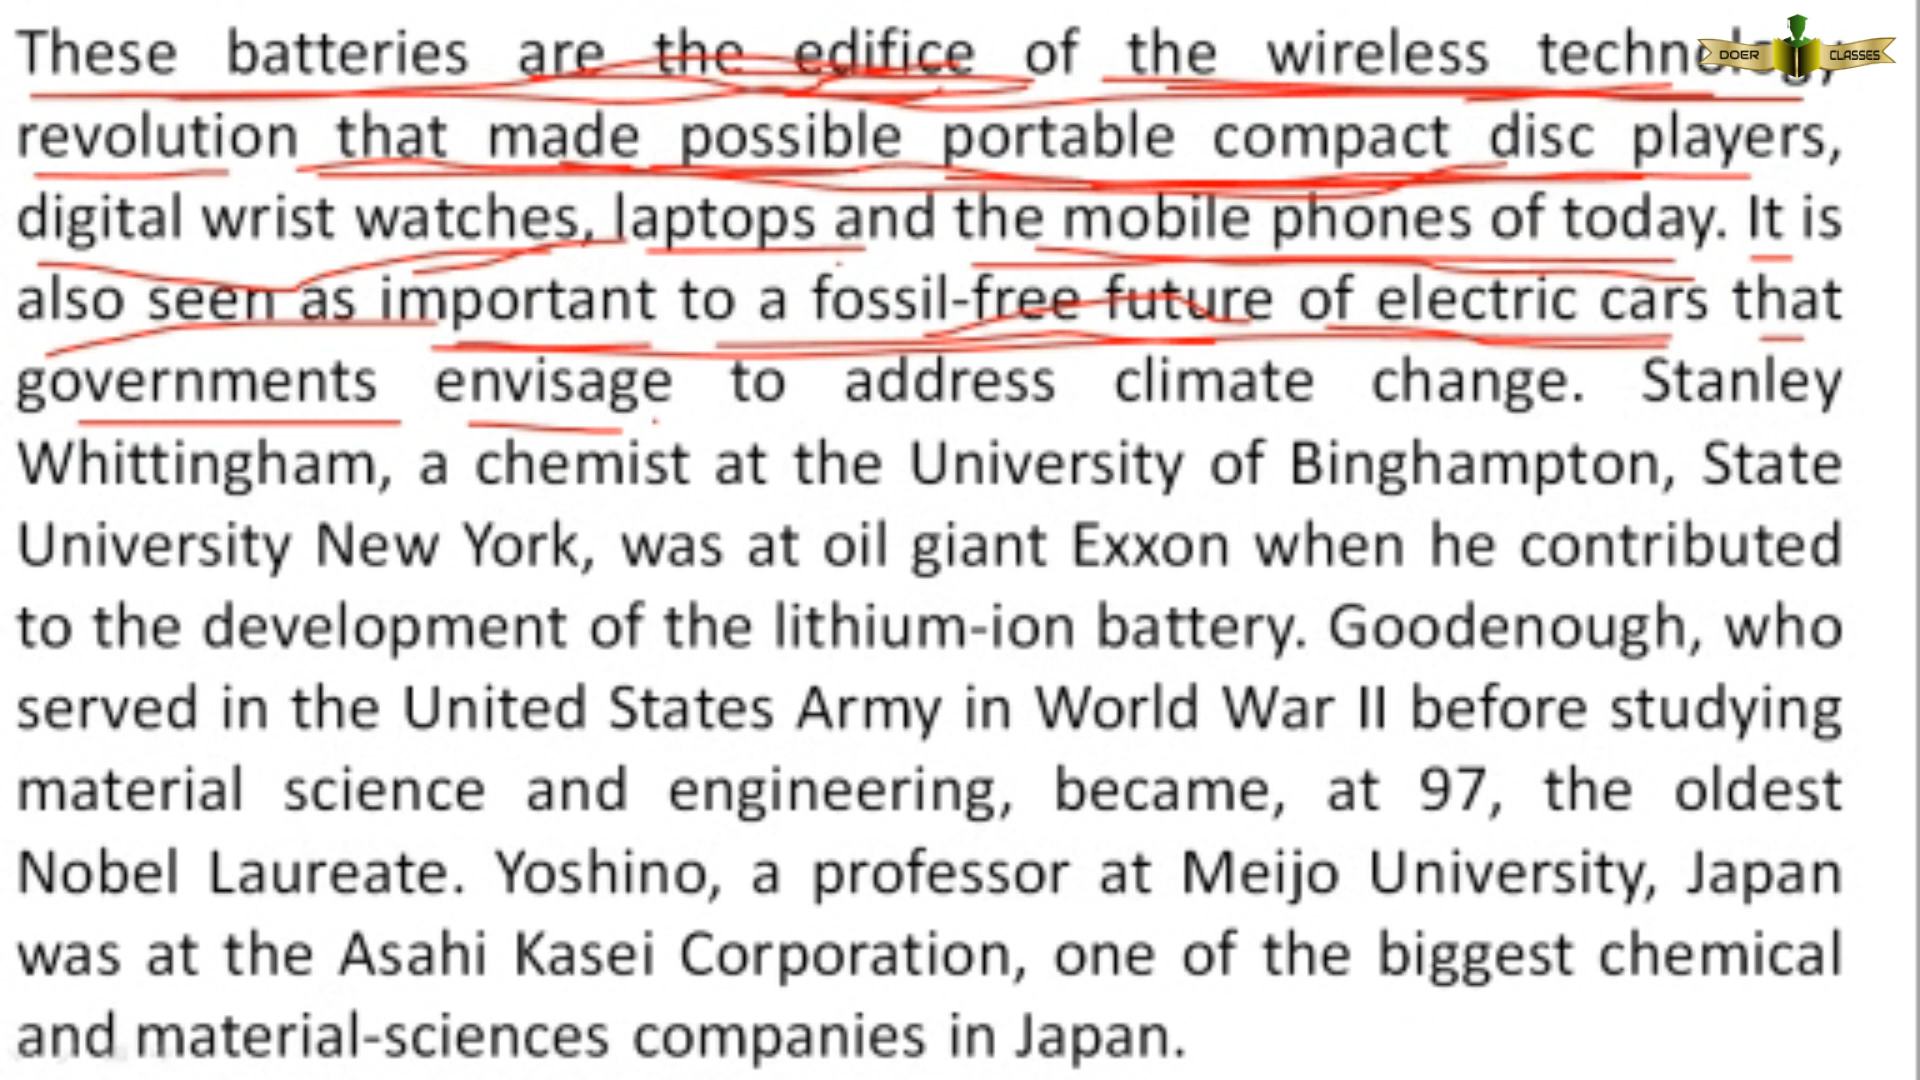 These batteries are the edifice of the wireless technology
revolution that made possible portable compact disc players,
digital wrist watches, laptops and the mobile phones of today. It is
also seen as important to a fossil-free future of electric cars that
governments envisage to address climate change. Stanley
Whittingham, a chemist at the University of Binghampton, State
University New York, was at oil giant Exxon when he contributed
to the development of the lithium-ion battery. Goodenough, who
served in the United States Army in World War II before studying
material science and engineering, became, at 97, the oldest
Nobel Laureate. Yoshino, a professor at Meijo University, Japan
was at the Asahi Kasei Corporation, one of the biggest chemical
and material-sciences companies in Japan.
DOER CLASSES